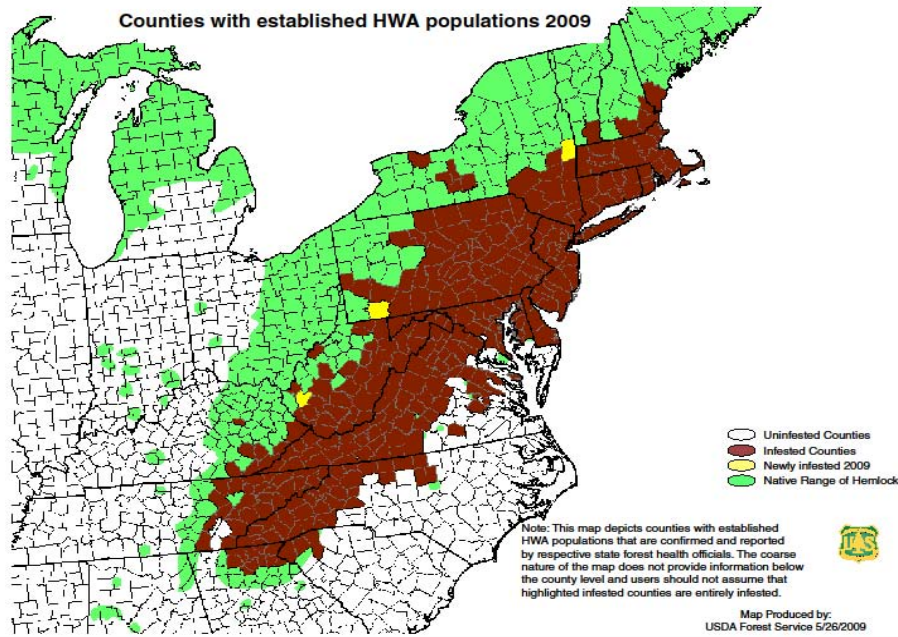 Counties with established HWA populations 2009
Uninfested Counties
Infested Counties
Newly infested 2009
Native Range of Hemlock
Note: This map depicts counties with established
HWA populations that are confirmed and reported
by respective state forest health officials. The coarse
nature of the map does not provide information below
the county level and users should not assume that
highlighted infested counties are entirely infested.
Map Produced by:
USDA Forest Service 5/26/2009